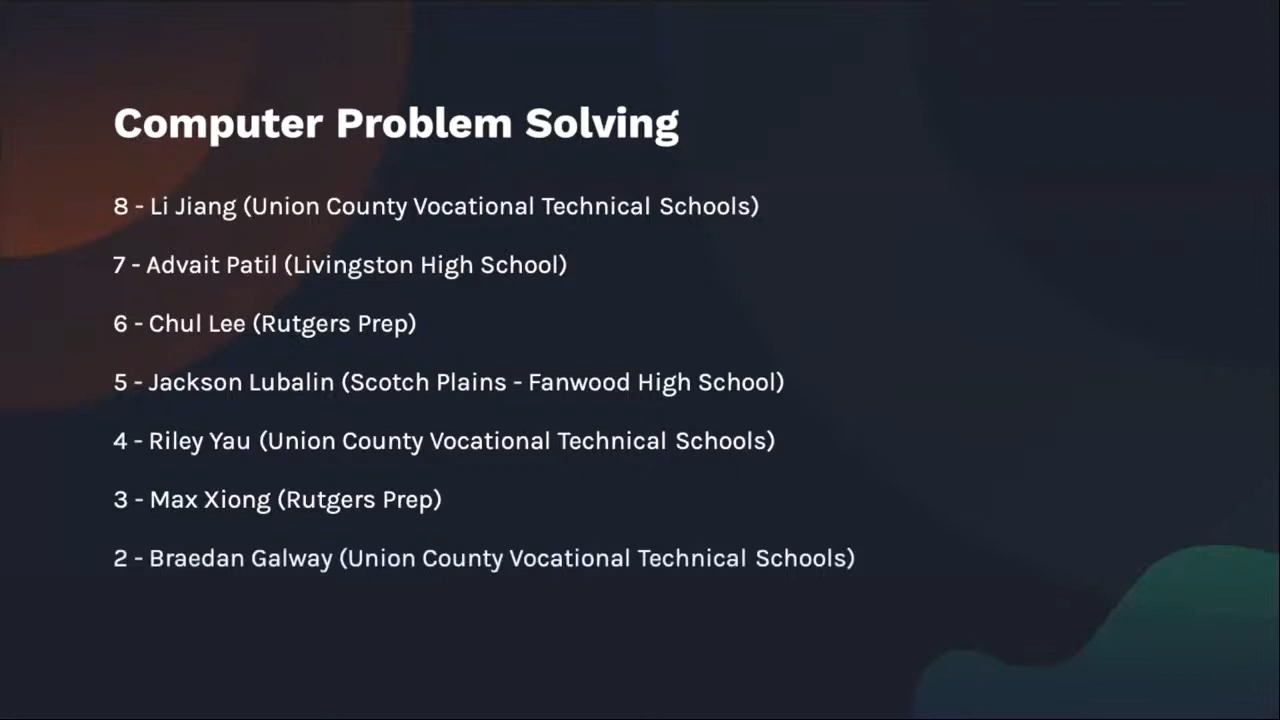 Computer Problem Solving
8 - Li Jiang (Union County Vocational Technical Schools)
7 - Advait Patil (Livingston High School)
6 - Chul Lee (Rutgers Prep)
5 - Jackson Lubalin (Scotch Plains - Fanwood High School)
4 - Riley Yau (Union County Vocational Technical Schools)
3 - Max Xiong (Rutgers Prep)
2 - Braedan Galway (Union County Vocational Technical Schools)